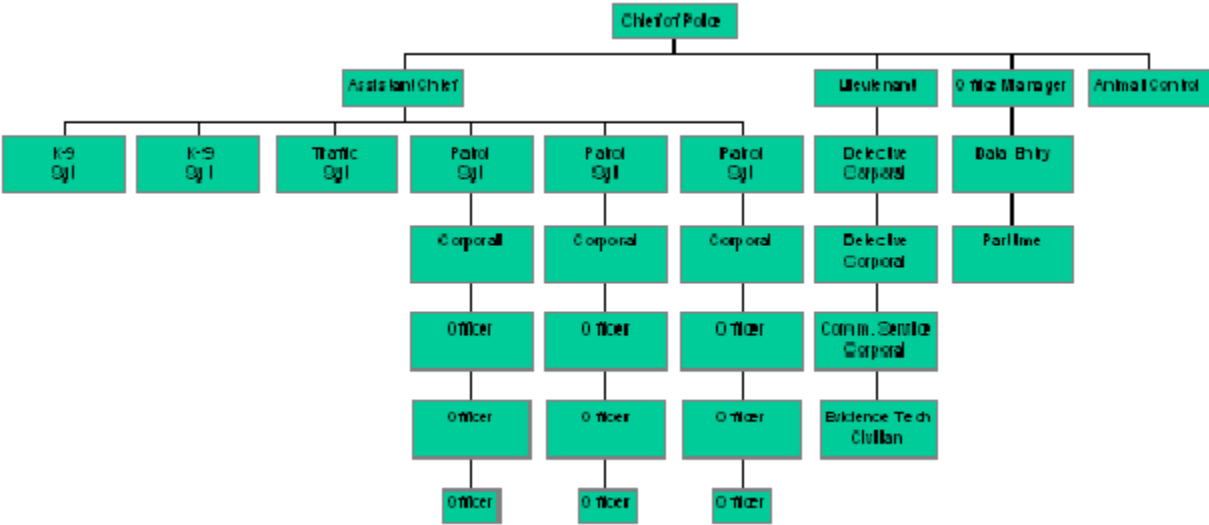 Chief of Police
Assistant Chief
Lieutenant
Office Manager
Animal Control
K-9
Sgt
K-9
Sgt
Traffic
Sgt
Patrol
Sgt
Patrol
Sgt
Patrol
Sgt
Detective
Corporal
Data Entry
Corporal
Corporal
Corporal
Detective
Corporal
Part time
Officer
Officer
Officer
Comm. Service
Corporal
Officer
Officer
Officer
Evidence Tech
Civilian
Officer
Officer
Officer